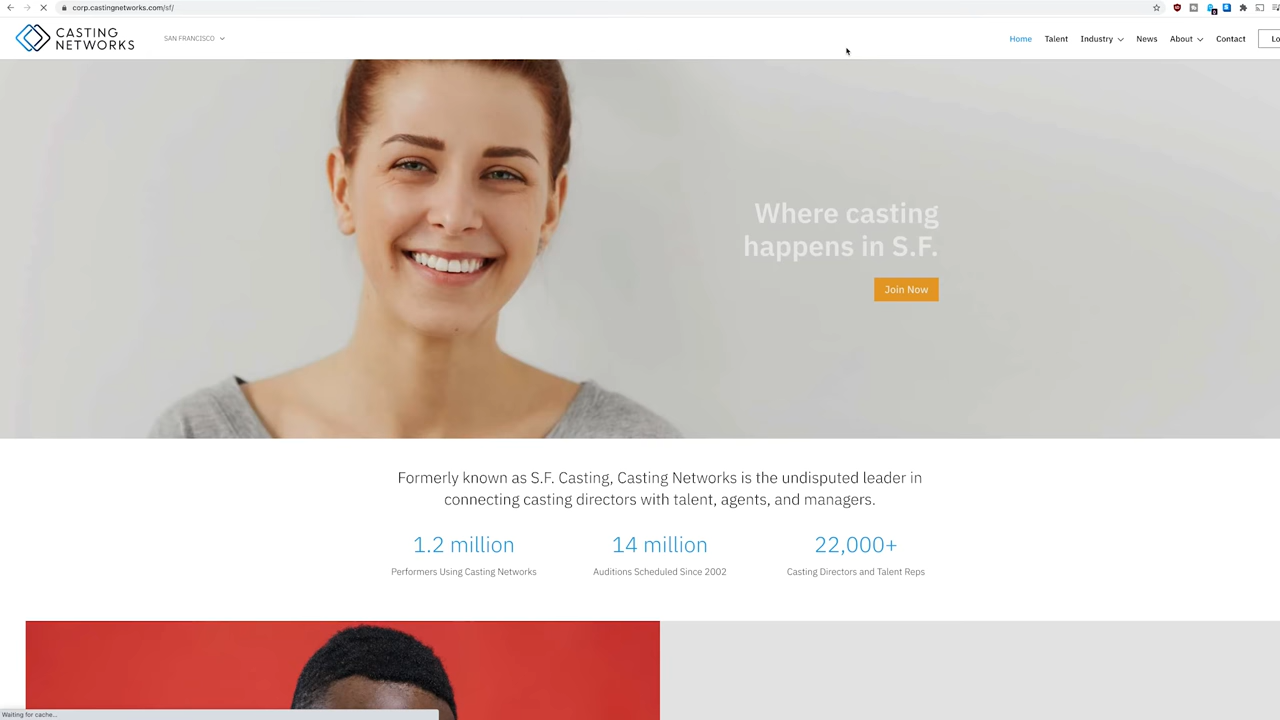 corp.castingnetworks.com/sf/
CASTING
NETWORKS
SAN FRANCISCO
Home
Talent
Industry
News
About
Contact
Where casting
happens in S.F.
Join Now
Formerly known as S.F. Casting, Casting Networks is the undisputed leader in
connecting casting directors with talent, agents, and managers.
1.2 million
14 million
22,000+
Performers Using Casting Networks
Auditions Scheduled Since 2002
Casting Directors and Talent Reps
Waiting for cache...